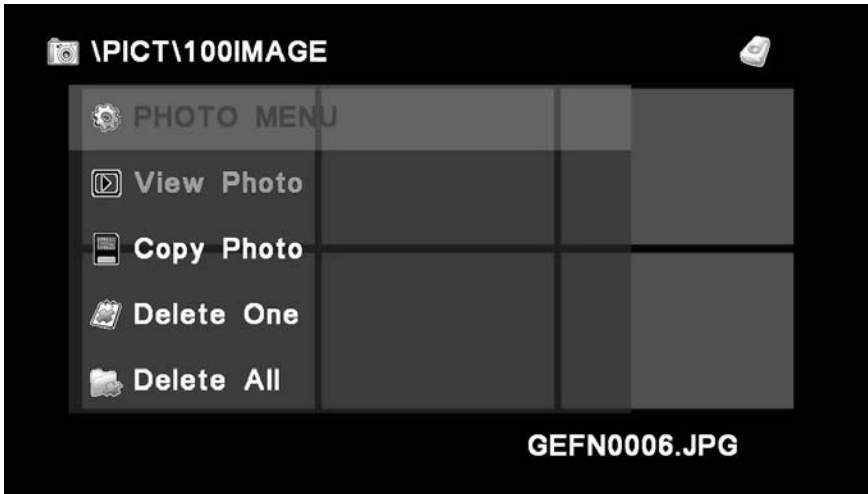 \PICT\100IMAGE
PHOTO MENU
View Photo
Copy Photo
Delete One
Delete All
GEFN0006.JPG